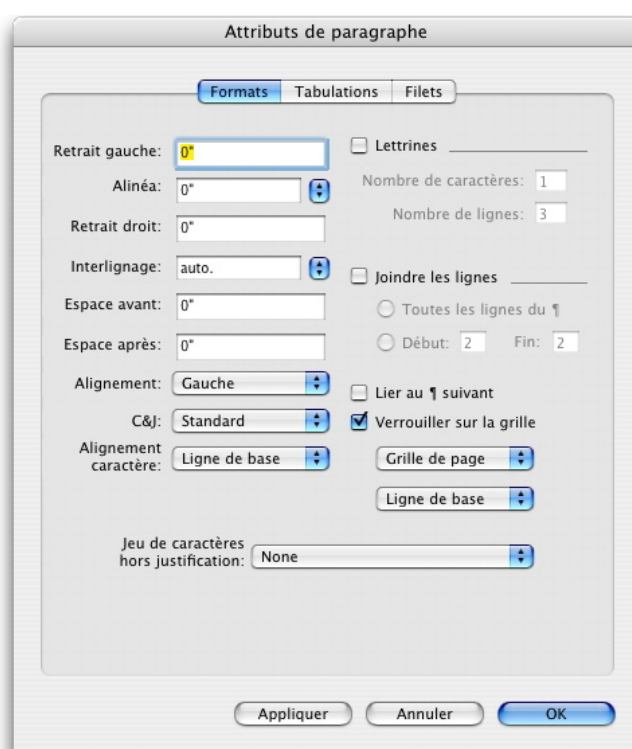 Attributs de paragraphe
Formats Tabulations Filets
Retrait gauche: 0"
Alinéa: 0"
Retrait droit: 0"
Interlignage: auto.
Espace avant: 0"
Espace après: 0"
Alignement: Gauche
C&J: Standard
Alignement
caractère: Ligne de base
Lettrines
Nombre de caractères: 1
Nombre de lignes: 3
Joindre les lignes
Toutes les lignes du ¶
Début: 2 Fin: 2
Lier au ¶ suivant
Verrouiller sur la grille
Grille de page
Ligne de base
Jeu de caractères
hors justification: None
Appliquer Annuler OK